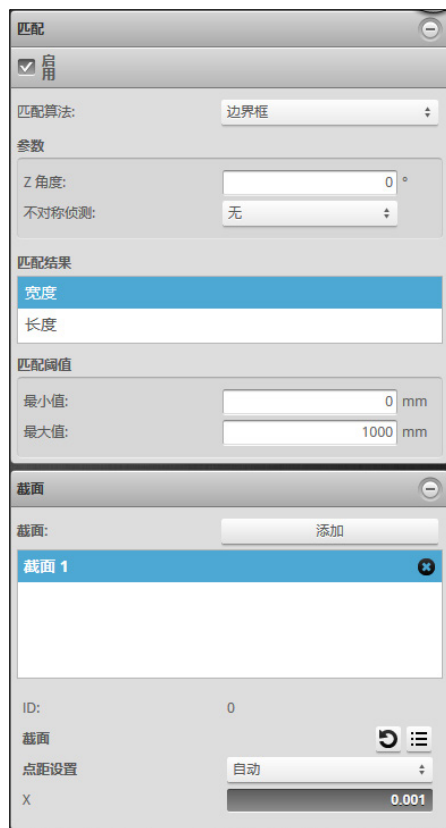 匹配
启用
匹配算法: 边界框
参数
Z 角度: 0 °
不对称侦测: 无
匹配结果
宽度
长度
匹配阈值
最小值: 0 mm
最大值: 1000 mm
截面
截面: 添加
截面 1
ID: 0
截面
点距设置 自动
X 0.001